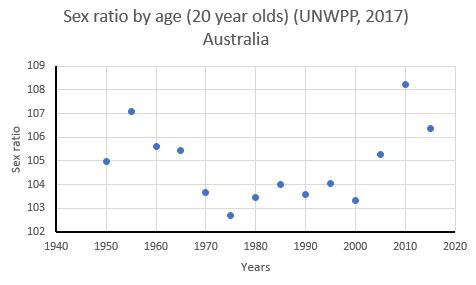 Sex ratio by age (20 year olds) (UNWPP, 2017)
Australia
109
108
107
106
105
104
103
102
Sex ratio
1940 1950 1960 1970 1980 1990 2000 2010 2020
Years